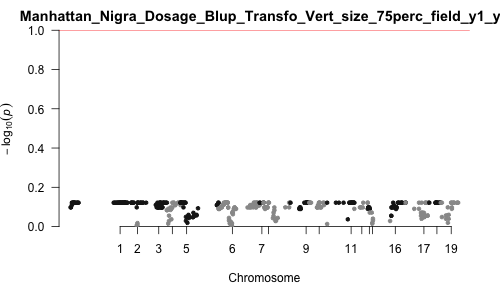 Manhattan_Nigra_Dosage_Blup_Transfo_Vert_size_75perc_field_y1_y
1.0
0.8
0.6
0.4
0.2
0.0
− log10(p)
1 2 3 5 6 7 9 11 16 17 19
Chromosome